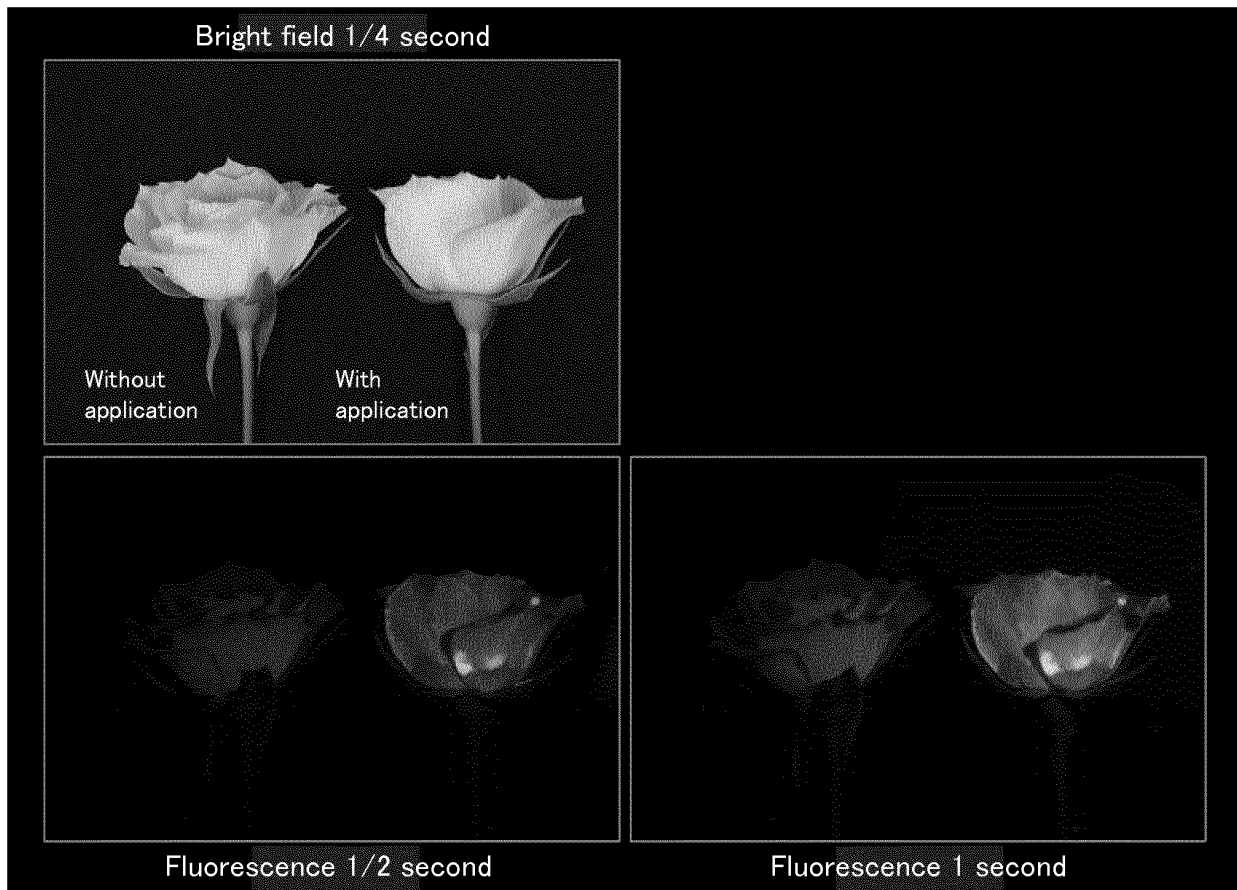 Bright field 1/4 second
Without
application
With
application
Fluorescence 1/2 second
Fluorescence 1 second